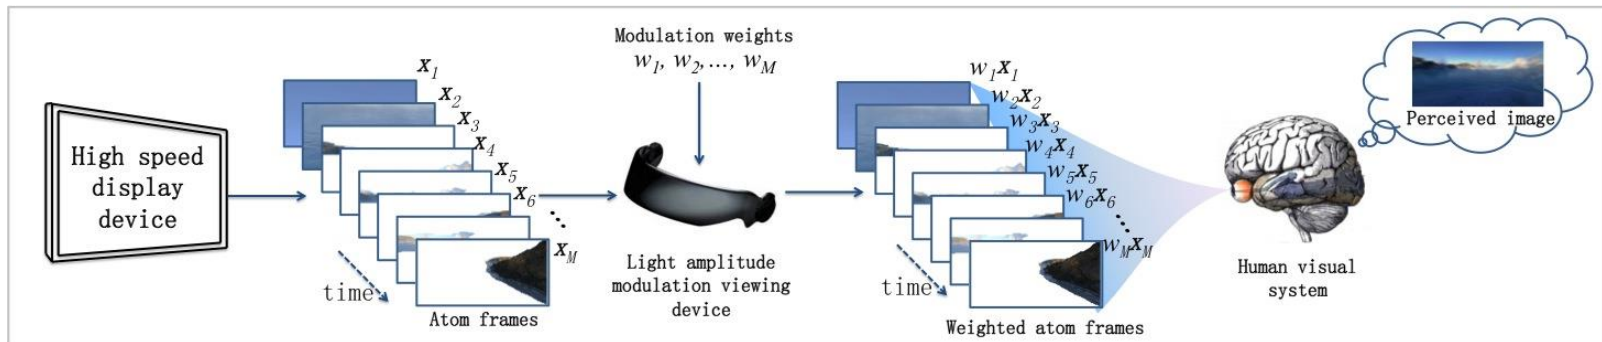 High speed
display
device
x1
x2
x3
x4
x5
x6
...
xM
time
Atom frames
Modulation weights
w1, w2,..., wM
Light amplitude
modulation viewing
device
w1x1
w2x2
w3x3
w4x4
w5x5
w6x6
...
wMxM
time
Weighted atom frames
Human visual
system
Perceived image